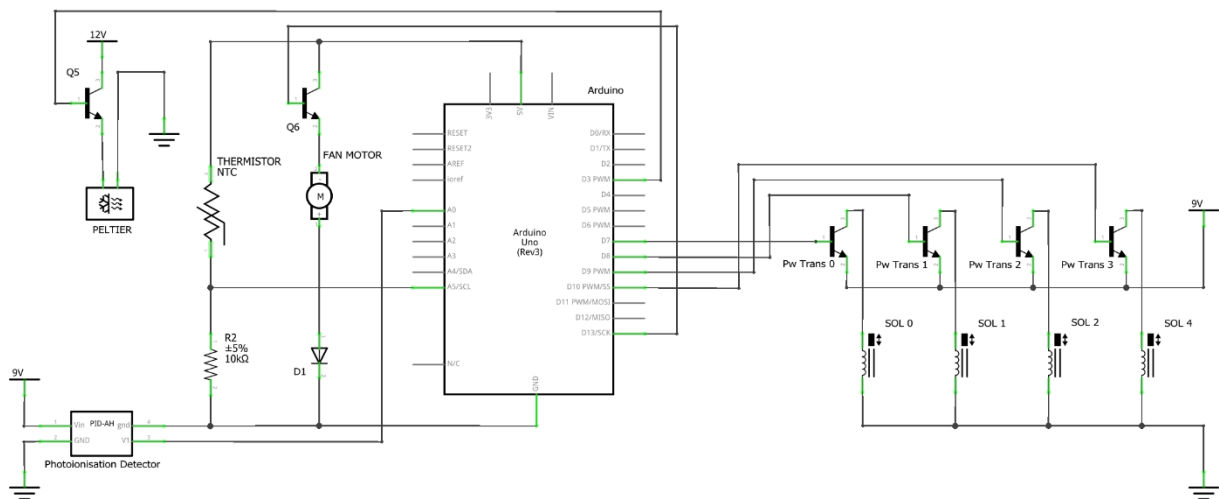 12V
Q5
PELTIER
THERMISTOR
NTC
Q6
FAN MOTOR
M
R2
±5%
10kΩ
D1
9V
PID-AH
Vin
gnd
GND
V1
1
2
4
3
Photoionisation Detector
Arduino
3V3
5V
VIN
RESET
RESET2
AREF
ioref
A0
A1
A2
A3
A4/SDA
A5/SCL
N/C
Arduino
Uno
(Rev3)
D0/RX
D1/TX
D2
D3 PWM
D4
D5 PWM
D6 PWM
D7
D8
D9 PWM
D10 PWM/SS
D11 PWM/MOSI
D12/MISO
D13/SCK
GND
9V
Pw Trans 0
Pw Trans 1
Pw Trans 2
Pw Trans 3
SOL 0
SOL 1
SOL 2
SOL 4